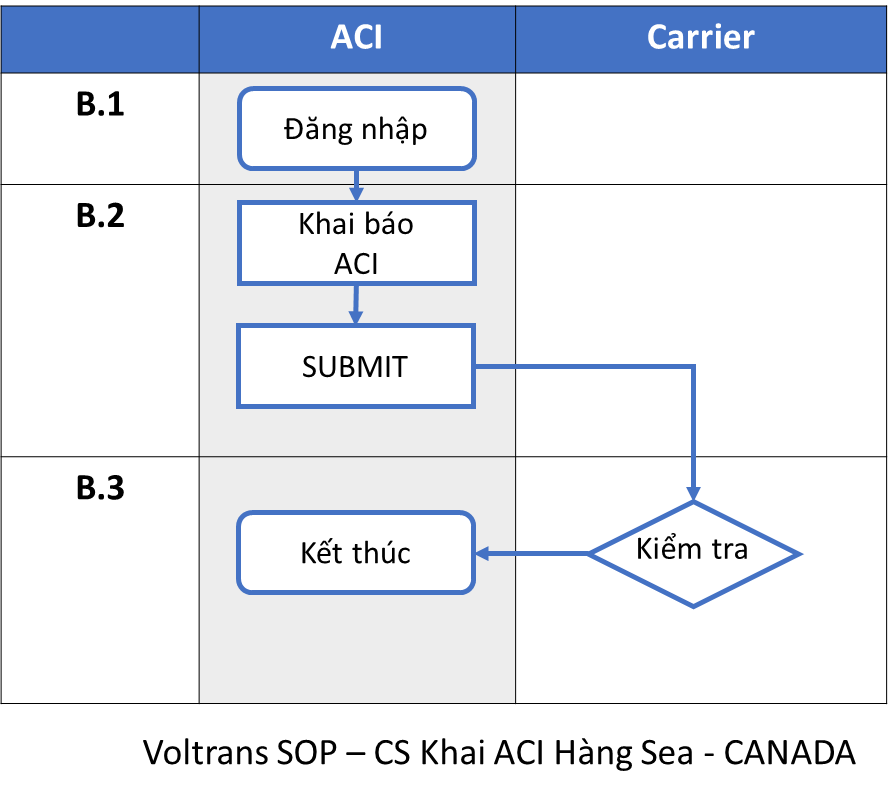 ACI
Carrier
B.1
Đăng nhập
B.2
Khai báo
ACI
SUBMIT
B.3
Kết thúc
Kiểm tra
Voltrans SOP – CS Khai ACI Hàng Sea - CANADA